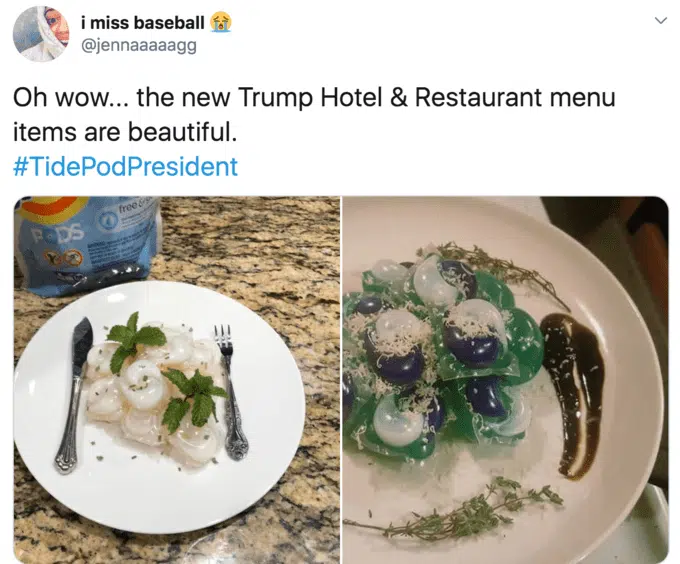 i miss baseball 😭
@jennaaaaagg
Oh wow... the new Trump Hotel & Restaurant menu
items are beautiful.
#TidePodPresident
free &
PODS